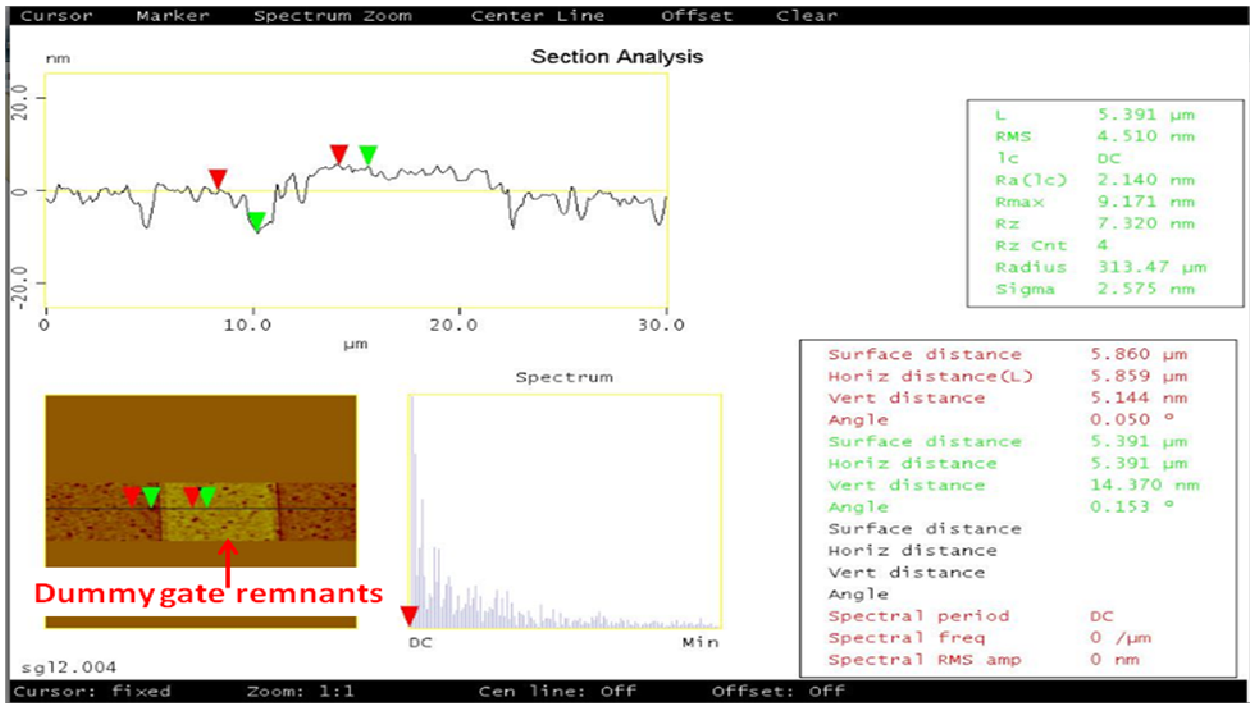 Cursor Marker Spectrum Zoom Center Line Offset Clear
nm
Section Analysis
20.0
0
-20.0
0 10.0 20.0 30.0
µm
L 5.391 µm
RMS 4.510 nm
lc DC
Ra(lc) 2.140 nm
Rmax 9.171 nm
Rz 7.320 nm
Rz Cnt 4
Radius 313.47 µm
Sigma 2.575 nm
Surface distance 5.860 µm
Horiz distance(L) 5.859 µm
Vert distance 5.144 nm
Angle 0.050 °
Surface distance 5.391 µm
Horiz distance 5.391 µm
Vert distance 14.370 nm
Angle 0.153 °
Surface distance
Horiz distance
Vert distance
Angle
Spectral period DC
Spectral freq 0 /µm
Spectral RMS amp 0 nm
Spectrum
DC Min
Dummy gate remnants
sgl2.004
Cursor: fixed Zoom: 1:1 Cen line: Off Offset: Off